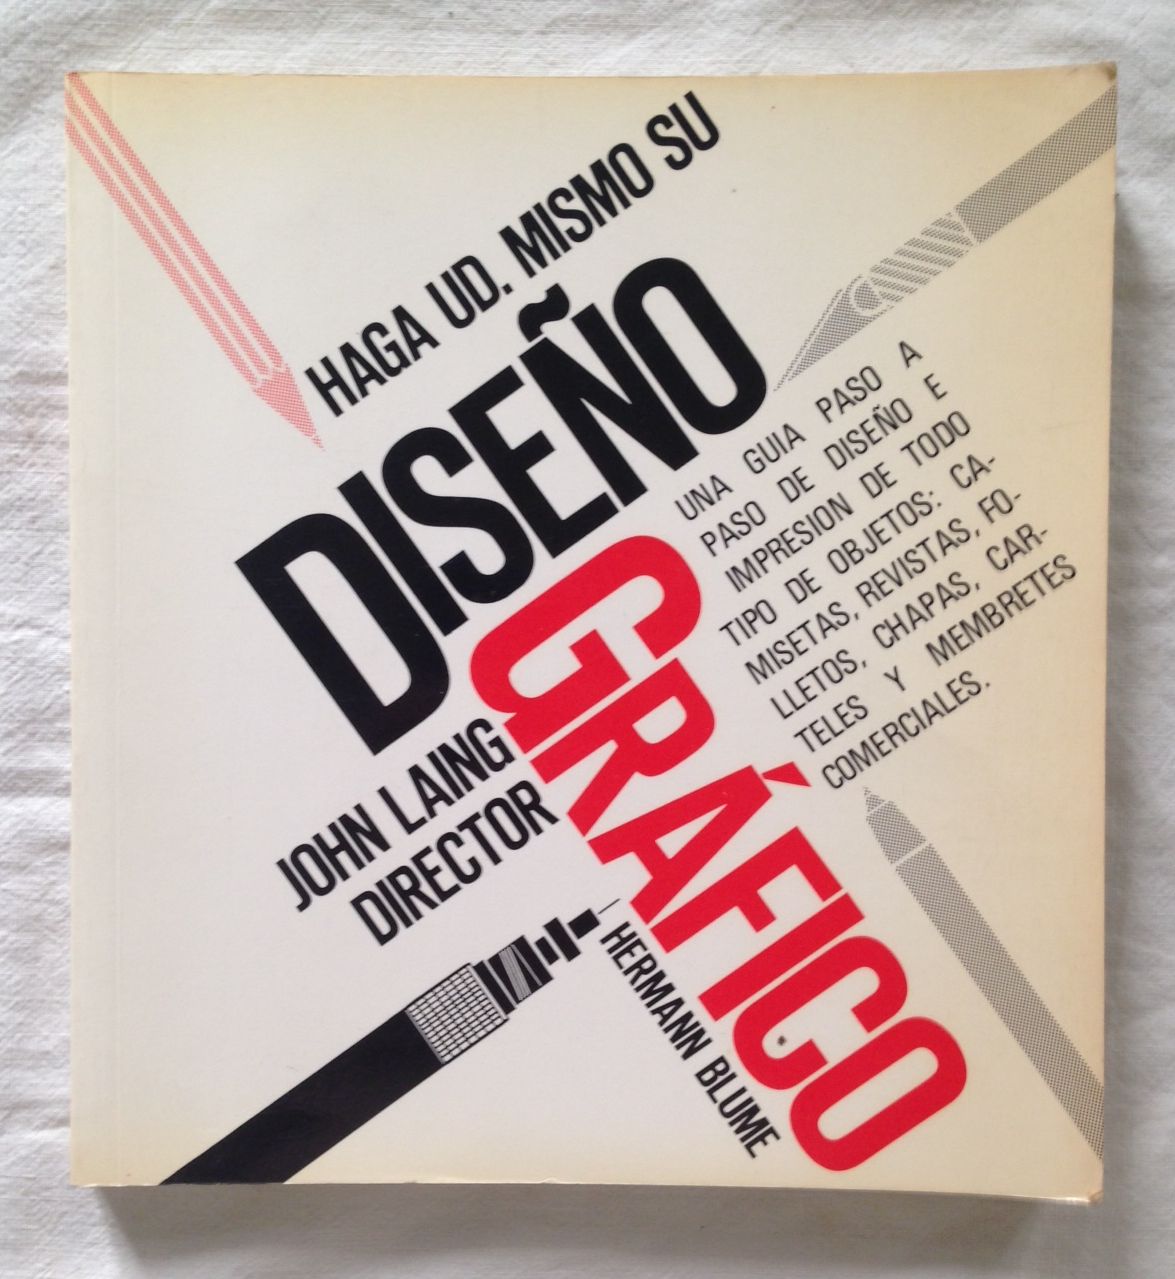 HAGA UD. MISMO SU
DISEÑO
GRÁFICO
UNA GUIA PASO A
PASO DE DISEÑO E
IMPRESION DE TODO
TIPO DE OBJETOS: CA-
MISETAS, REVISTAS, FO-
LLETOS, CHAPAS, CAR-
TELES Y MEMBRETES
COMERCIALES.
JOHN LAING
DIRECTOR
HERMANN BLUME